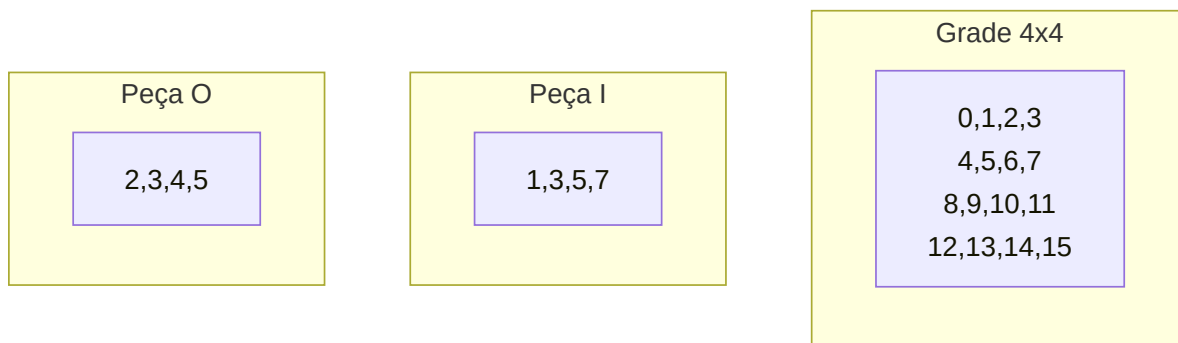 Peça O
2,3,4,5
Peça I
1,3,5,7
Grade 4x4
0,1,2,3
4,5,6,7
8,9,10,11
12,13,14,15